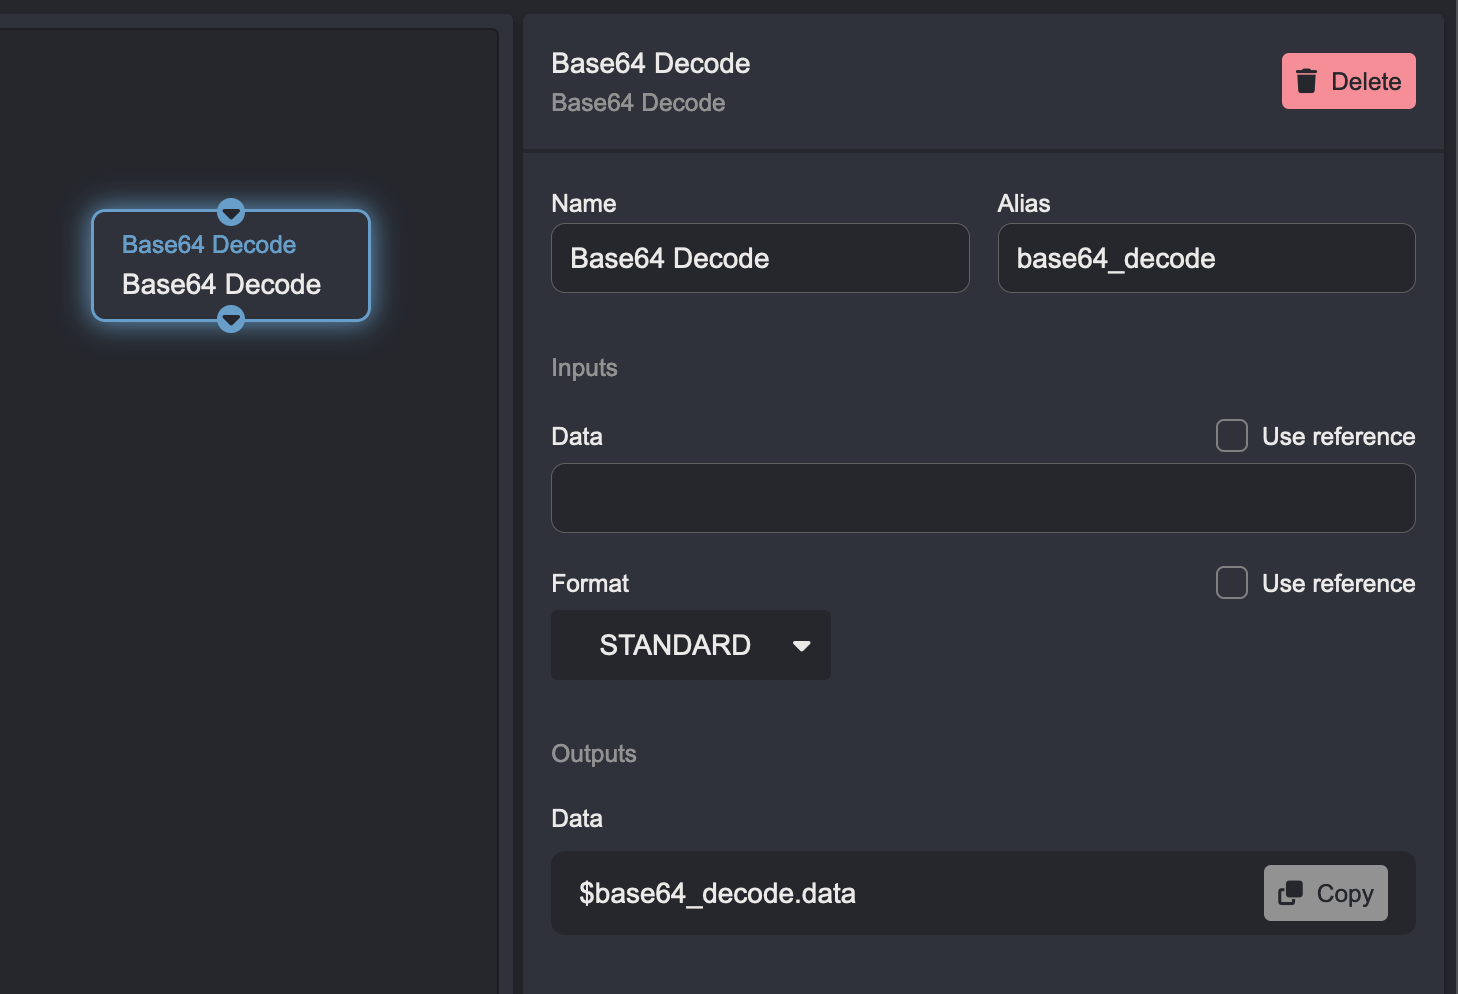 Base64 Decode
Base64 Decode
Base64 Decode
Base64 Decode
Delete
Name
Alias
Base64 Decode
base64_decode
Inputs
Data
Use reference
Format
Use reference
STANDARD
Outputs
Data
$base64_decode.data
Copy